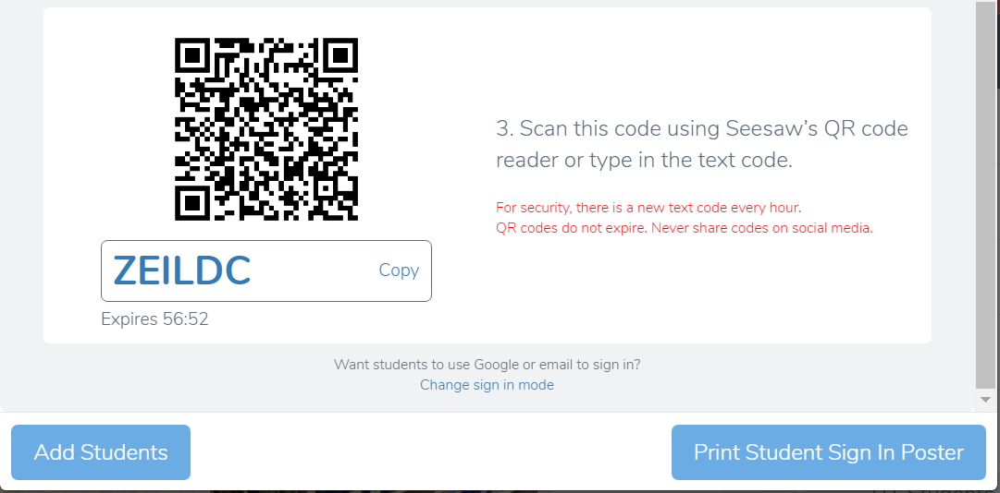 3. Scan this code using Seesaw’s QR code
reader or type in the text code.
For security, there is a new text code every hour.
QR codes do not expire. Never share codes on social media.
ZEILDC
Copy
Expires 56:52
Want students to use Google or email to sign in?
Change sign in mode
Add Students
Print Student Sign In Poster